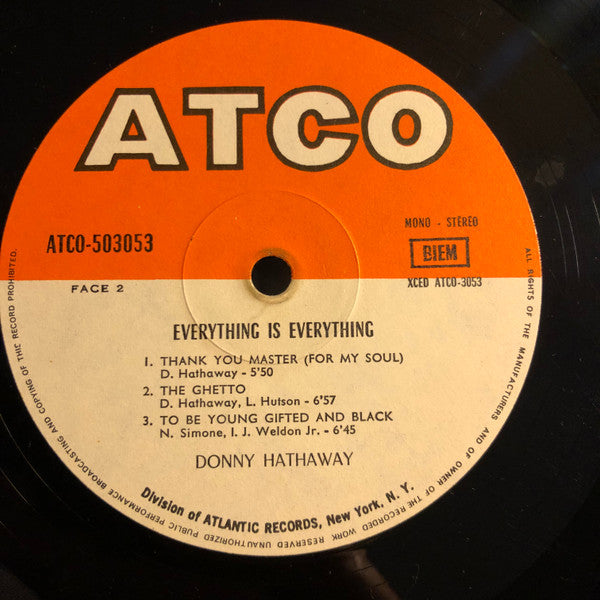 ATCO
ATCO-503053
MONO - STÉRÉO
BIEM
FACE 2
XCED ATCO-3053
EVERYTHING IS EVERYTHING
1. THANK YOU MASTER (FOR MY SOUL)
D. Hathaway - 5'50
2. THE GHETTO
D. Hathaway, L. Hutson - 6'57
3. TO BE YOUNG GIFTED AND BLACK
N. Simone, I. J. Weldon Jr. - 6'45
DONNY HATHAWAY
Division of ATLANTIC RECORDS, New York, N. Y.
ALL RIGHTS OF THE MANUFACTURERS AND OF OWNER OF THE RECORDED WORK RESERVED UNAUTHORIZED PUBLIC PERFORMANCE BROADCASTING AND COPYING OF THE RECORD PROHIBITED.